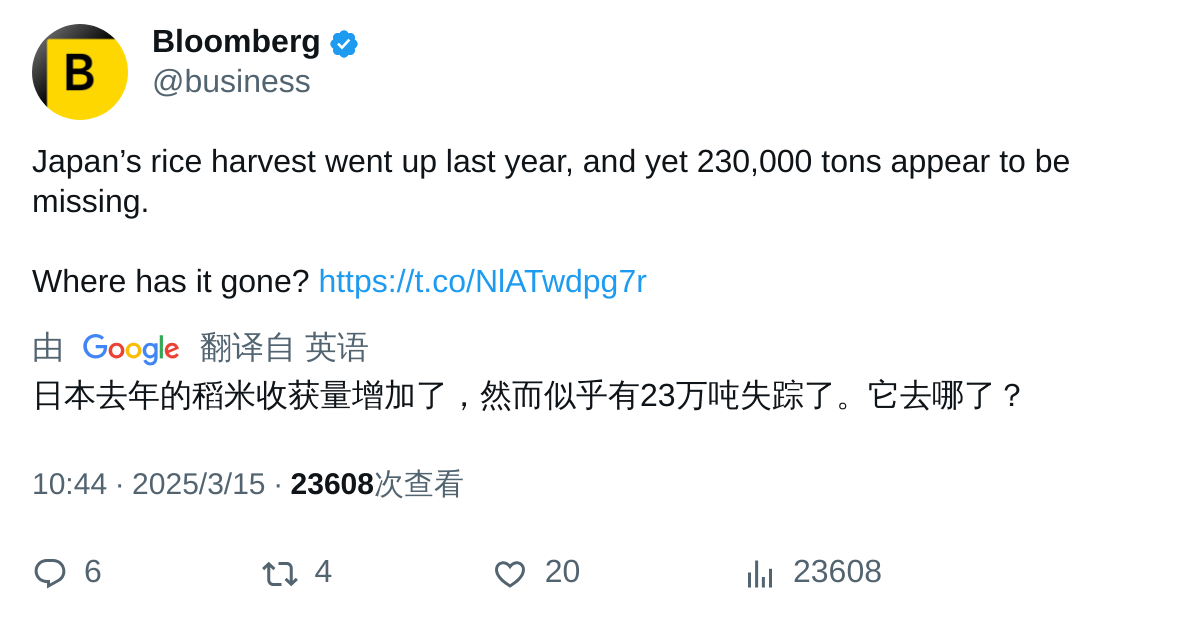 B
Bloomberg
@business
Japan’s rice harvest went up last year, and yet 230,000 tons appear to be
missing.
Where has it gone? https://t.co/NlATwdpg7r
由 Google 翻译自 英语
日本去年的稻米收获量增加了，然而似乎有23万吨失踪了。它去哪了？
10:44 · 2025/3/15 · 23608次查看
6 4 20 23608